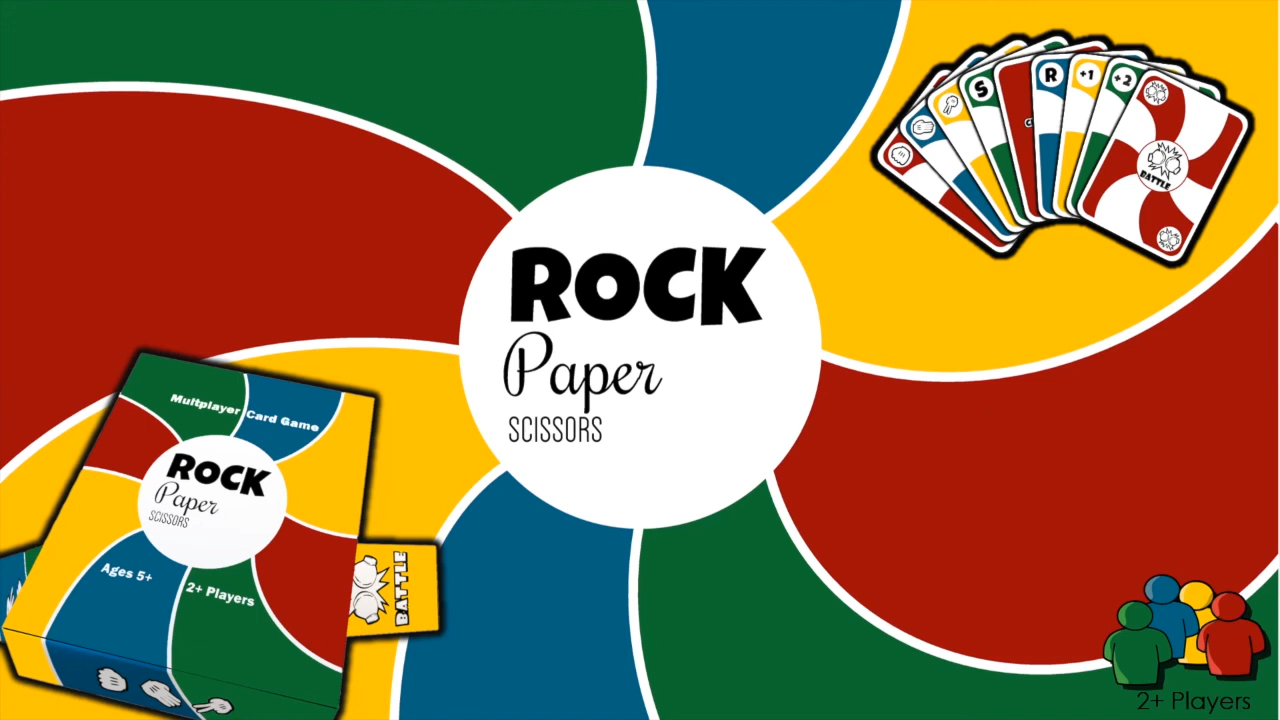 ROCK
Paper
SCISSORS
S
R
+1
+2
BATTLE
Multplayer Card Game
ROCK
Paper
SCISSORS
Ages 5+
2+ Players
BATTLE
2+ Players